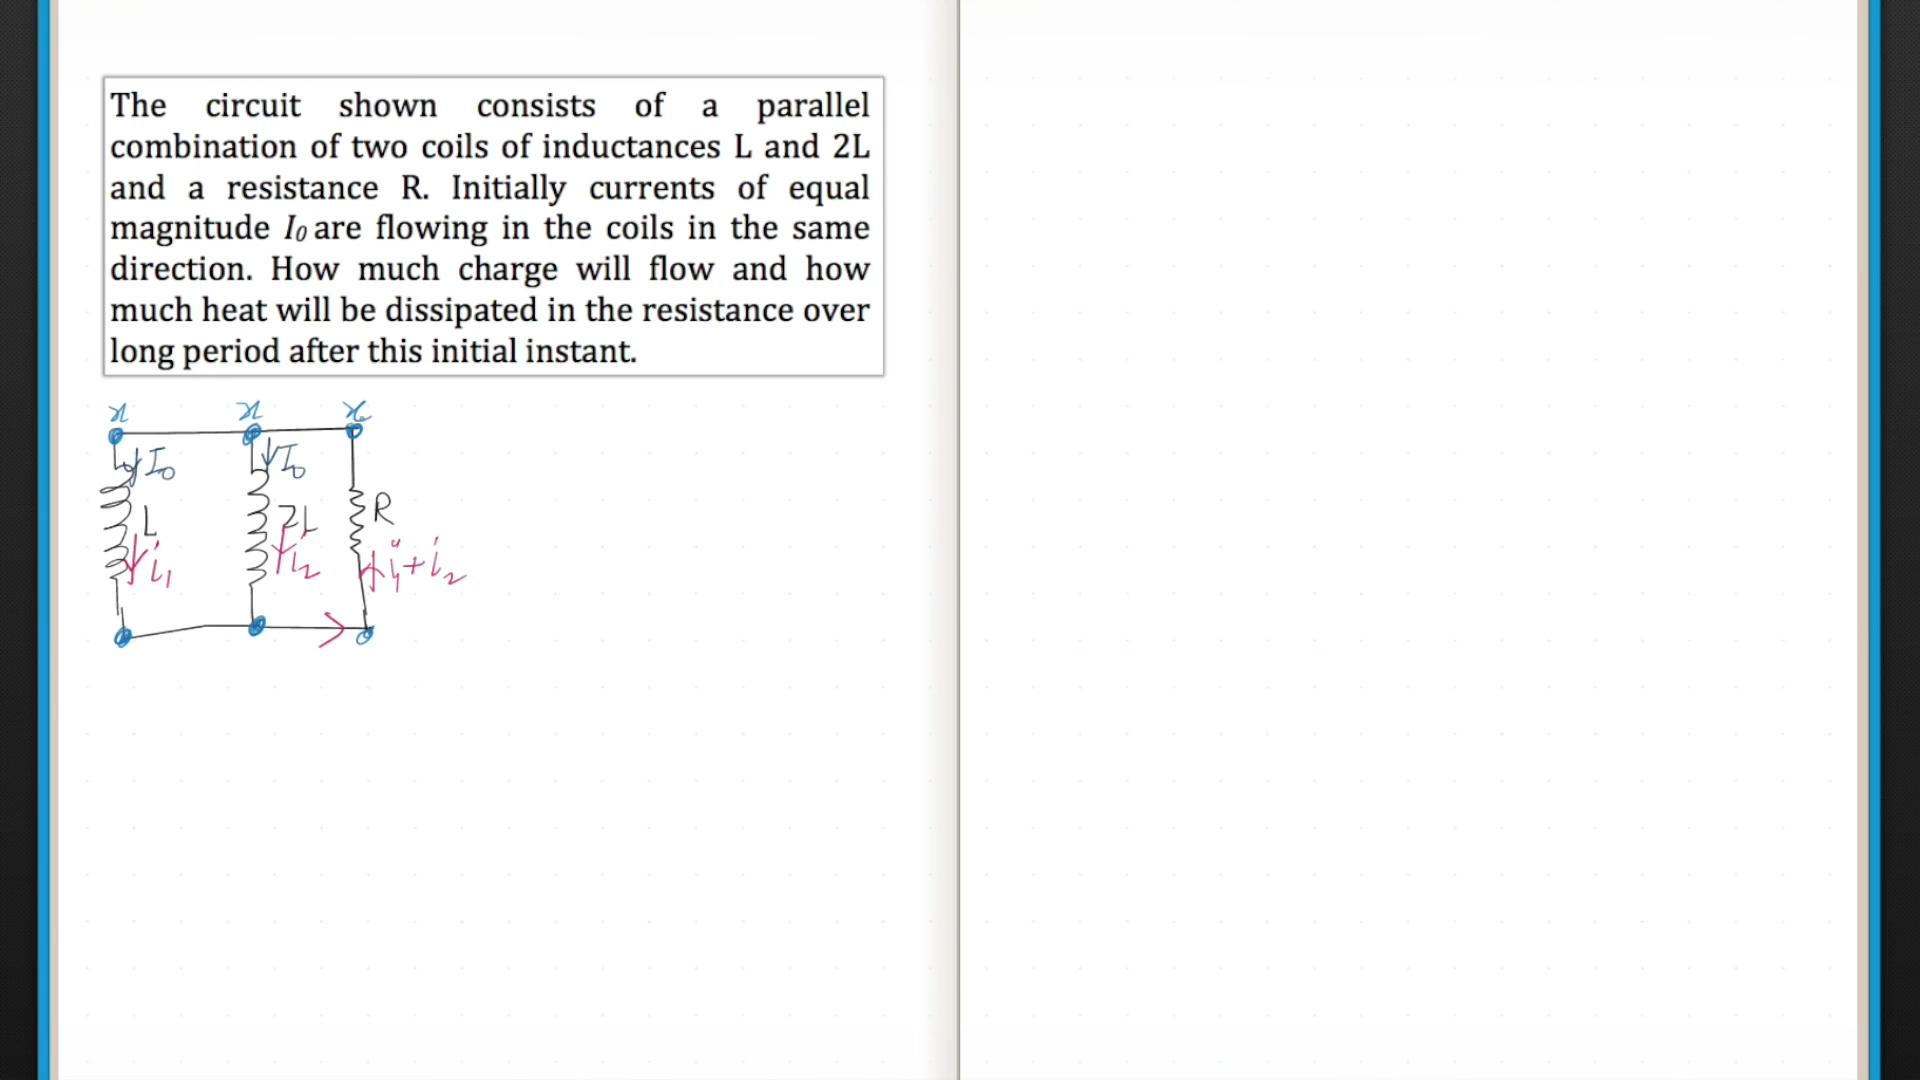 The circuit shown consists of a parallel
combination of two coils of inductances L and 2L
and a resistance R. Initially currents of equal
magnitude I₀ are flowing in the coils in the same
direction. How much charge will flow and how
much heat will be dissipated in the resistance over
long period after this initial instant.
x x x
I₀ I₀
L 2L R
i₁ i₂ i₁+i₂